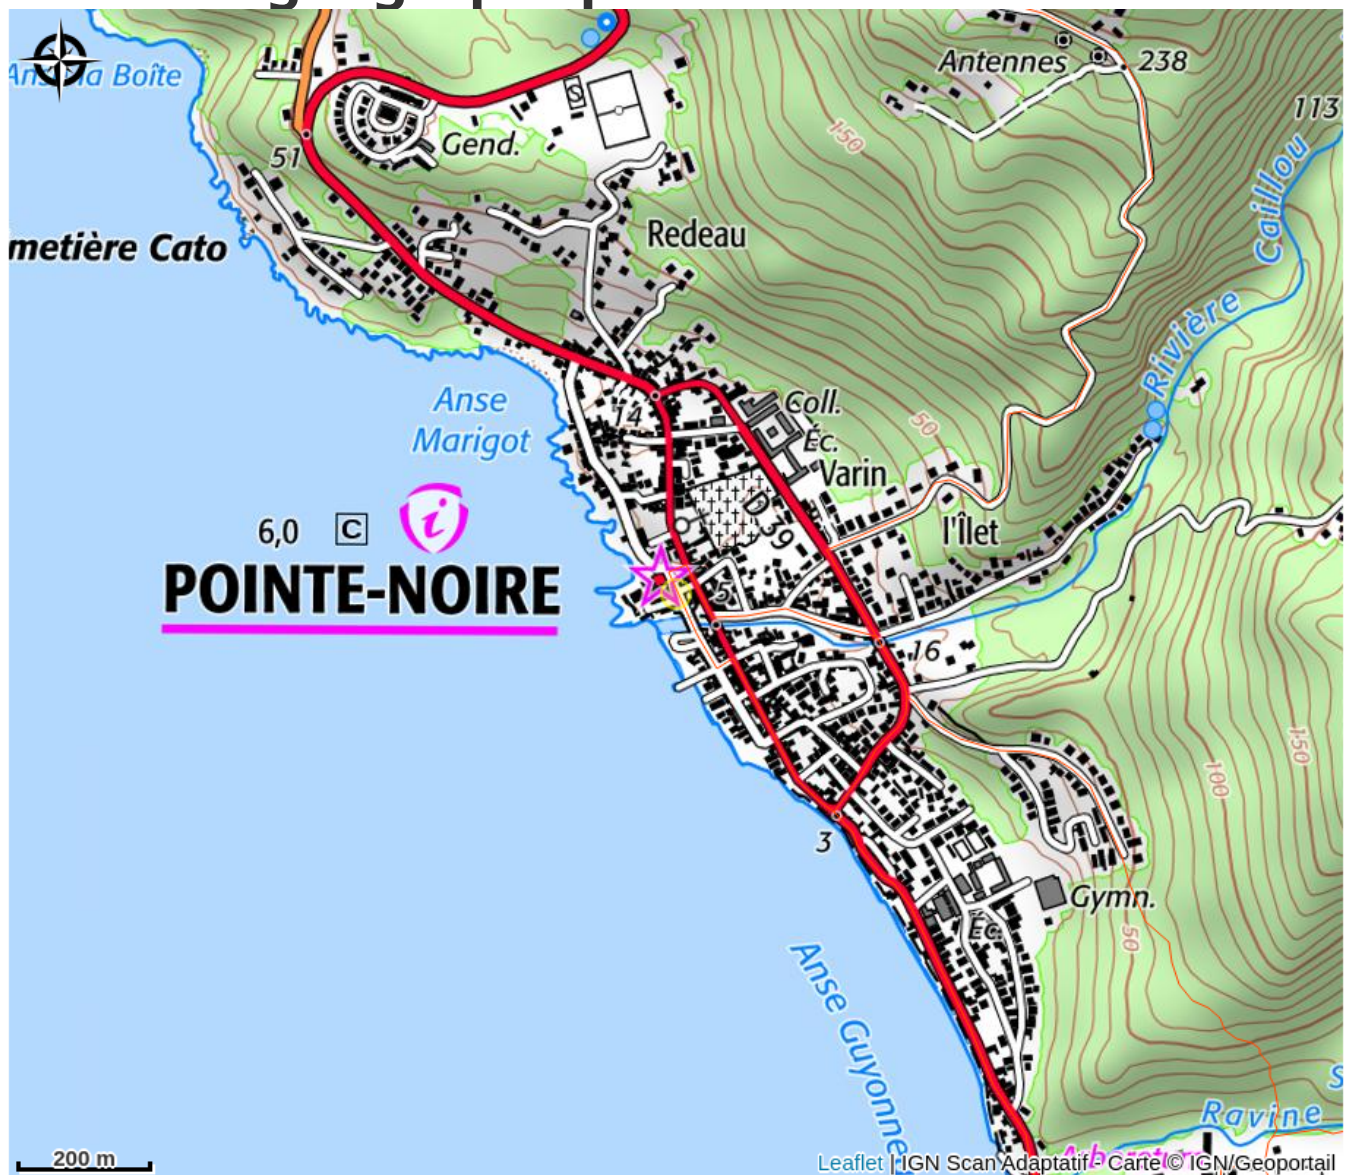 Antennes
238
113
51
Gend.
S
Redeau
metière Cato
Rivière Caillou
150
Anse
Marigot
14
Coll.
Éc.
Varin
50
D 39
l'Îlet
6,0 C i
POINTE-NOIRE
5
16
150
100
3
Gymn.
Éc.
50
Anse Guyonne
Ravine
S
200 m
Leaflet | IGN Scan Adaptatif - Carte © IGN/Geoportail